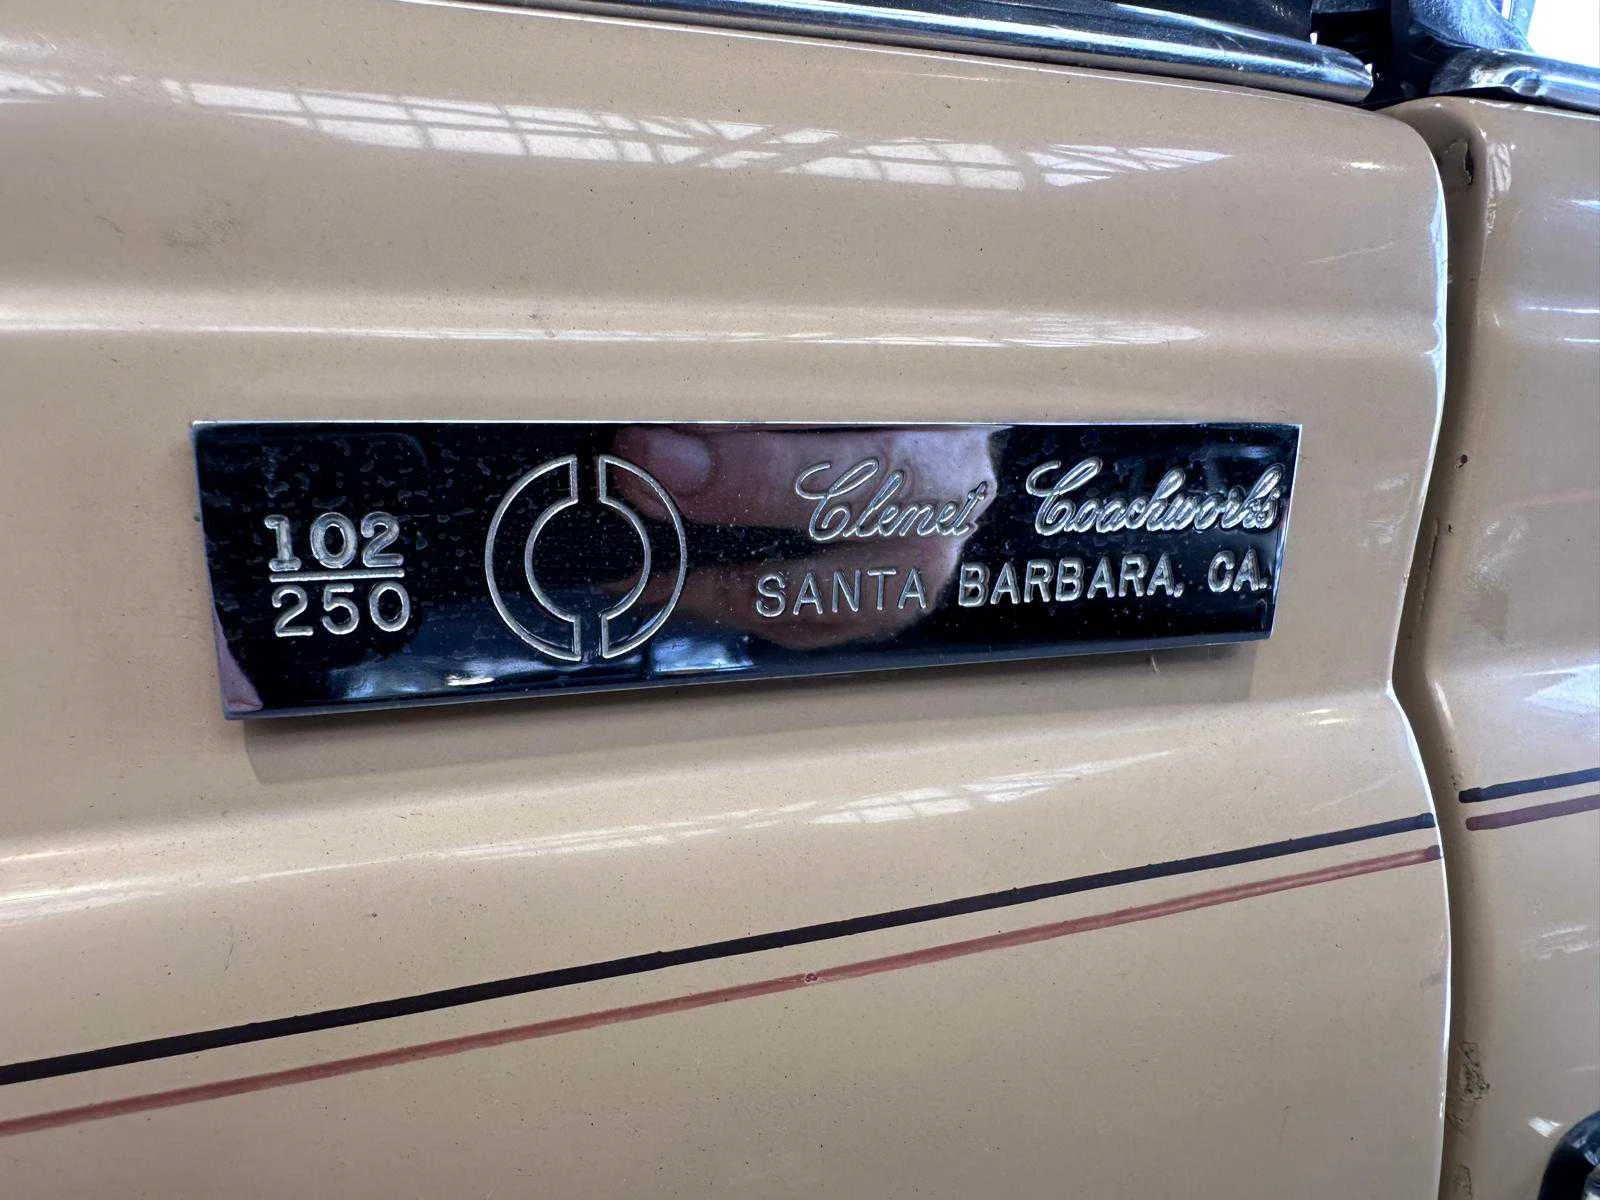 102
250
Clenet Coachworks
SANTA BARBARA, CA.